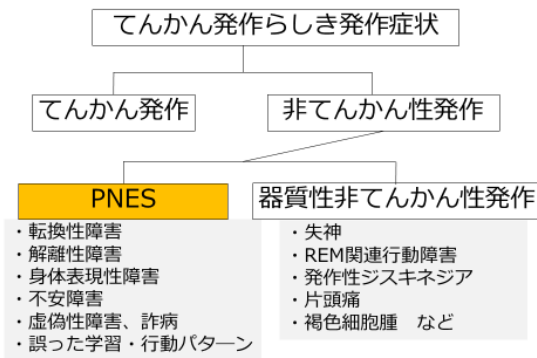 てんかん発作らしき発作症状
てんかん発作
非てんかん性発作
PNES
・転換性障害
・解離性障害
・身体表現性障害
・不安障害
・虚偽性障害、詐病
・誤った学習・行動パターン
器質性非てんかん性発作
・失神
・REM関連行動障害
・発作性ジスキネジア
・片頭痛
・褐色細胞腫　など